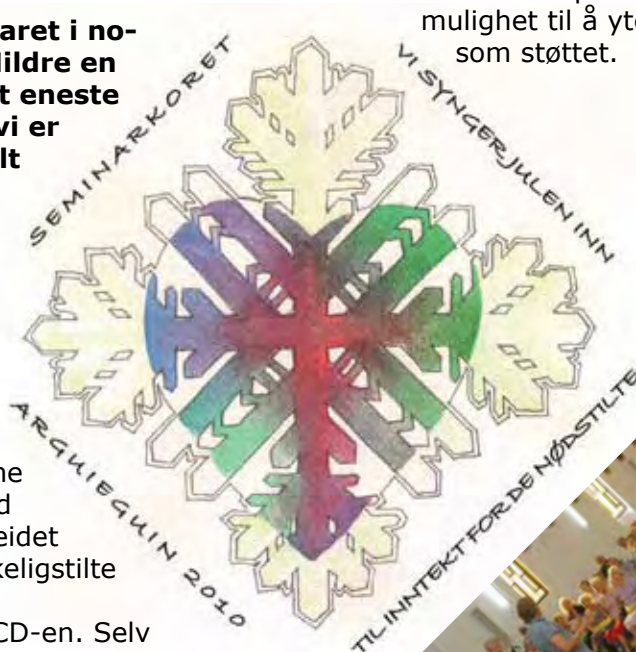 aret i no-
ildre en
t eneste
vi er
lt
mulighet til å yte
som støttet.
SEMINARKORET
VI SYNGER JULEN INN
ARGUIEGUIN 2010
TIL INNTEKT FOR DE NØDSTILTE
ne
d
eidet
keligstilte
CD-en. Selv